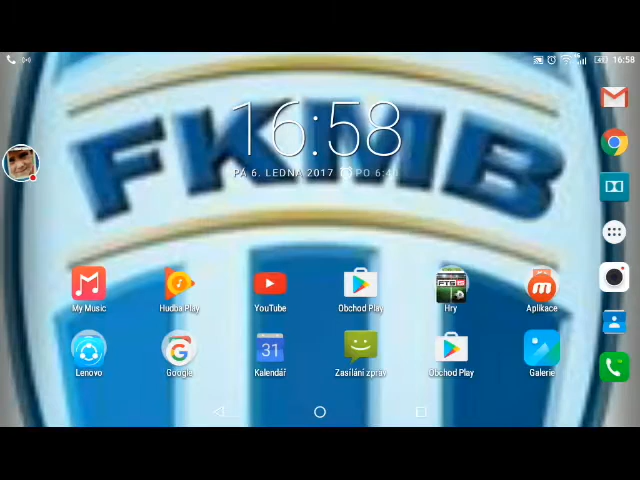 16:58
FKMB
16:58
PÁ 6. LEDNA 2017 PO 6:40
My Music
Hudba Play
YouTube
Obchod Play
Hry
Aplikace
31
Lenovo
Google
Kalendář
Zasílání zpráv
Obchod Play
Galerie